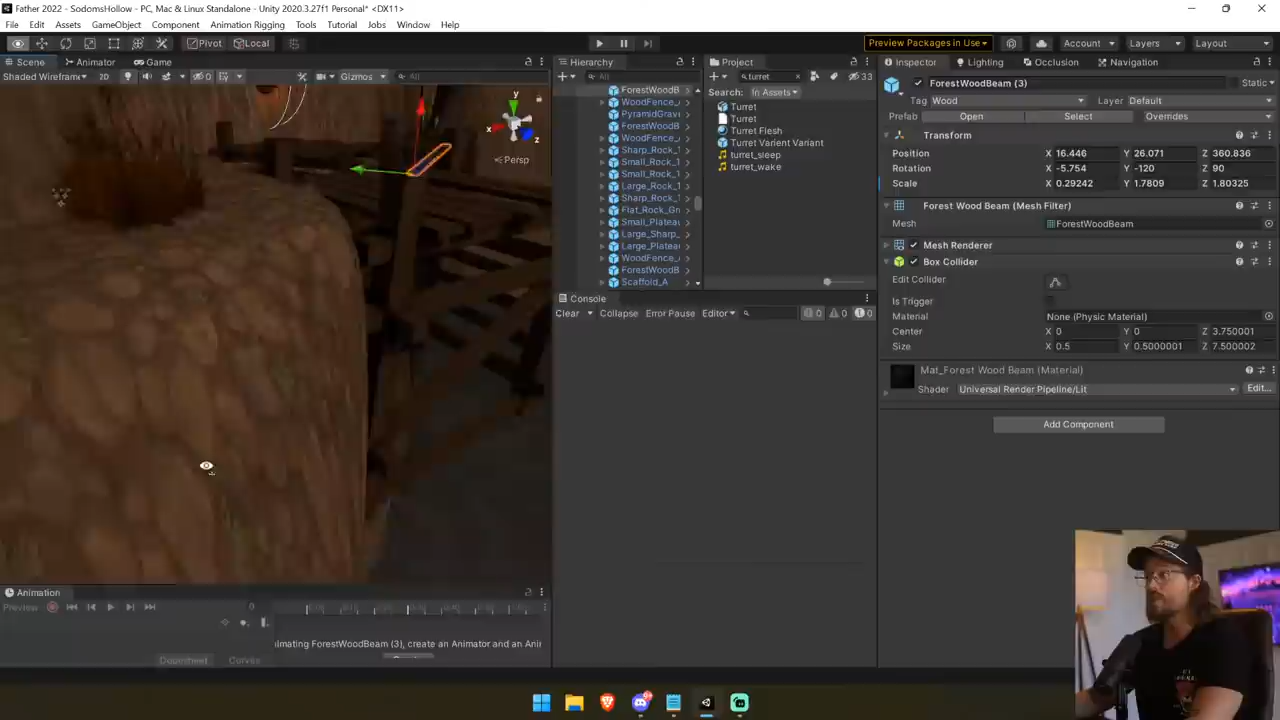 Father 2022 - SodomsHollow - PC, Mac & Linux Standalone - Unity 2020.3.27f1 Personal* <DX11>
File Edit Assets GameObject Component Animation Rigging Tools Tutorial Jobs Window Help
Pivot Local
Preview Packages in Use
Account Layers Layout
Scene Animator Game
Shaded Wireframe 2D 0 Gizmos All
y
x
z
Persp
Hierarchy
All
ForestWoodB
WoodFence_
PyramidGrave
ForestWoodB
WoodFence_
Sharp_Rock_1
Small_Rock_1
Small_Rock_1
Large_Rock_1
Sharp_Rock_1
Flat_Rock_Gr
Small_Plateau
Large_Sharp_
Large_Plateau
WoodFence_
ForestWoodB
Scaffold_A
Project
turret
33
Search: In Assets
Turret
Turret
Turret Flesh
Turret Varient Variant
turret_sleep
turret_wake
Console
Clear Collapse Error Pause Editor 0 0 0
Inspector Lighting Occlusion Navigation
ForestWoodBeam (3) Static
Tag Wood Layer Default
Prefab Open Select Overrides
Transform
Position X 16.446 Y 26.071 Z 360.836
Rotation X -5.754 Y -120 Z 90
Scale X 0.29242 Y 1.7809 Z 1.80325
Forest Wood Beam (Mesh Filter)
Mesh ForestWoodBeam
Mesh Renderer
Box Collider
Edit Collider
Is Trigger
Material None (Physic Material)
Center X 0 Y 0 Z 3.750001
Size X 0.5 Y 0.5000001 Z 7.500002
Mat_Forest Wood Beam (Material)
Shader Universal Render Pipeline/Lit Edit...
Add Component
Animation
Preview 0
imating ForestWoodBeam (3), create an Animator and an Ani
Dopesheet Curves